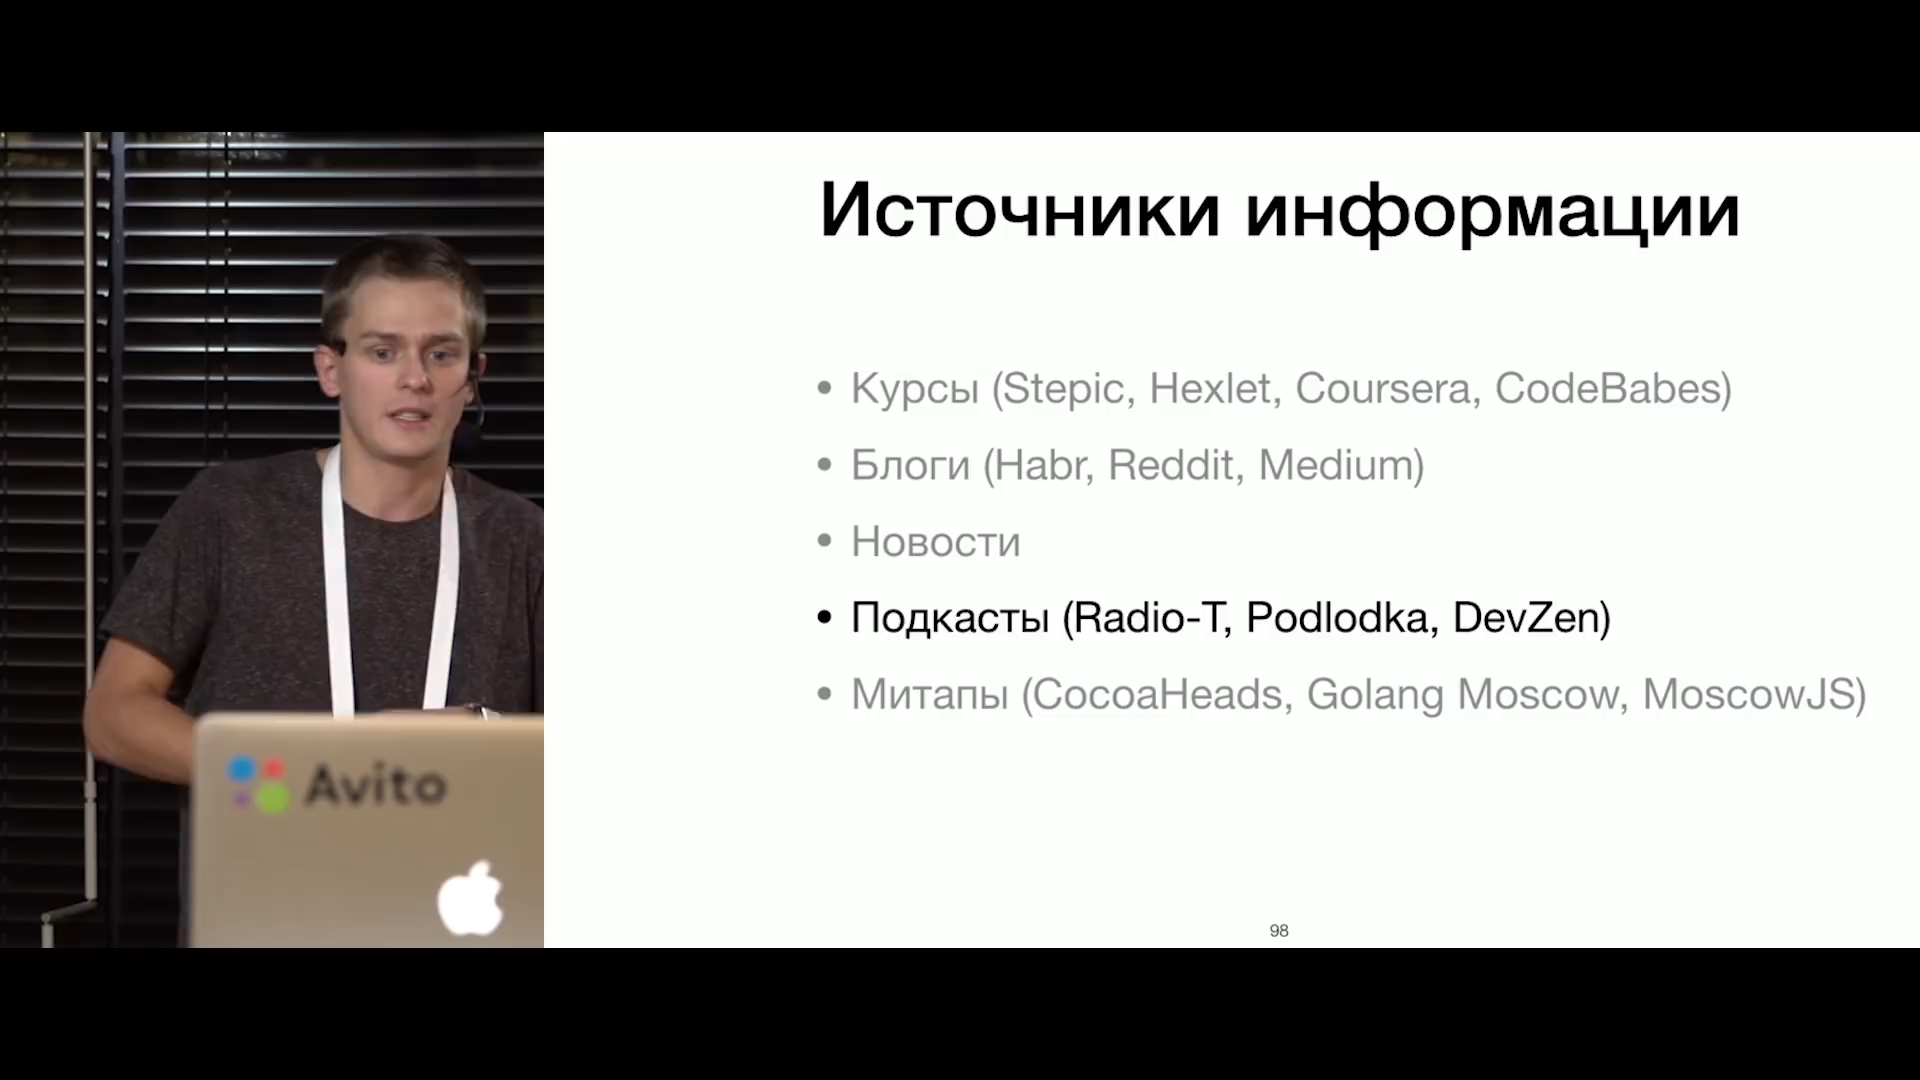 Источники информации
• Курсы (Stepic, Hexlet, Coursera, CodeBabes)
• Блоги (Habr, Reddit, Medium)
• Новости
• Подкасты (Radio-T, Podlodka, DevZen)
• Митапы (CocoaHeads, Golang Moscow, MoscowJS)
Avito
98